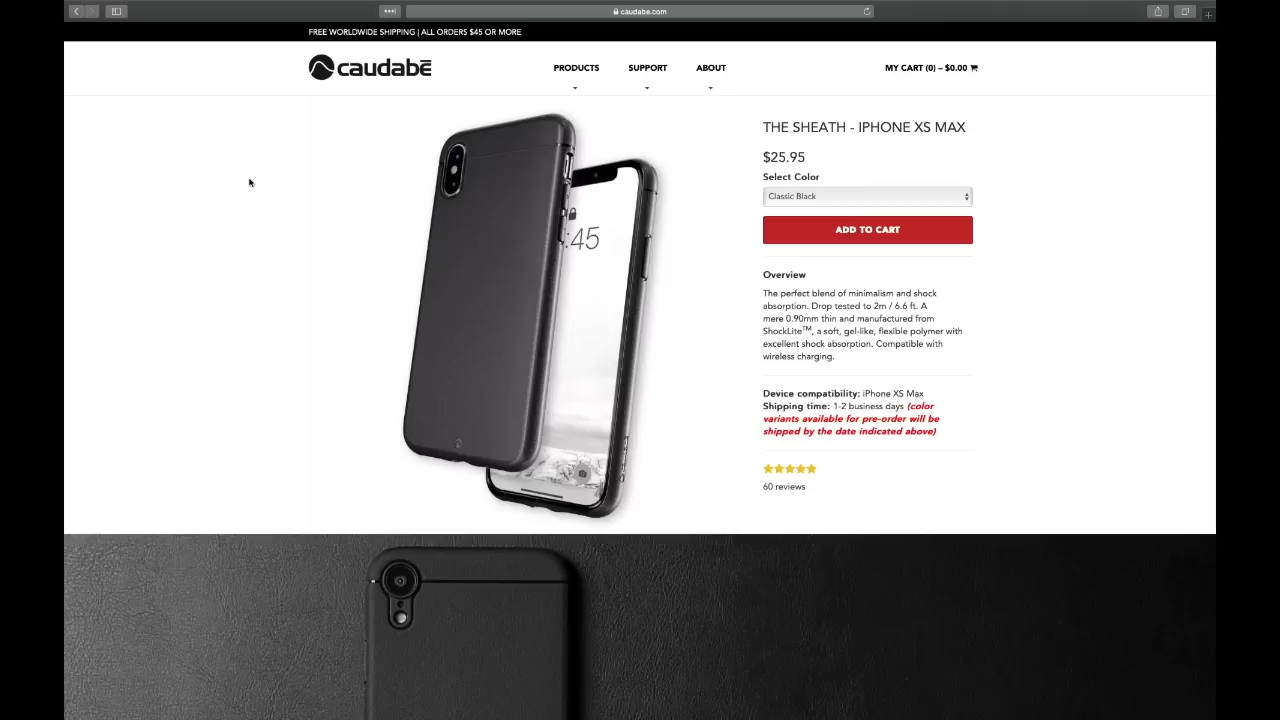 caudabe.com
FREE WORLDWIDE SHIPPING | ALL ORDERS $45 OR MORE
caudabē
PRODUCTS
SUPPORT
ABOUT
MY CART (0) – $0.00
THE SHEATH - IPHONE XS MAX
$25.95
Select Color
Classic Black
ADD TO CART
Overview
The perfect blend of minimalism and shock
absorption. Drop tested to 2m / 6.6 ft. A
mere 0.90mm thin and manufactured from
ShockLite™, a soft, gel-like, flexible polymer with
excellent shock absorption. Compatible with
wireless charging.
Device compatibility: iPhone XS Max
Shipping time: 1-2 business days (color
variants available for pre-order will be
shipped by the date indicated above)
60 reviews
:45